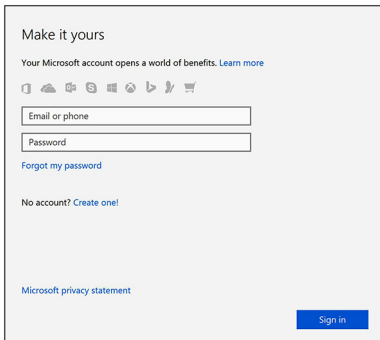 Make it yours
Your Microsoft account opens a world of benefits. Learn more
Email or phone
Password
Forgot my password
No account? Create one!
Microsoft privacy statement
Sign in